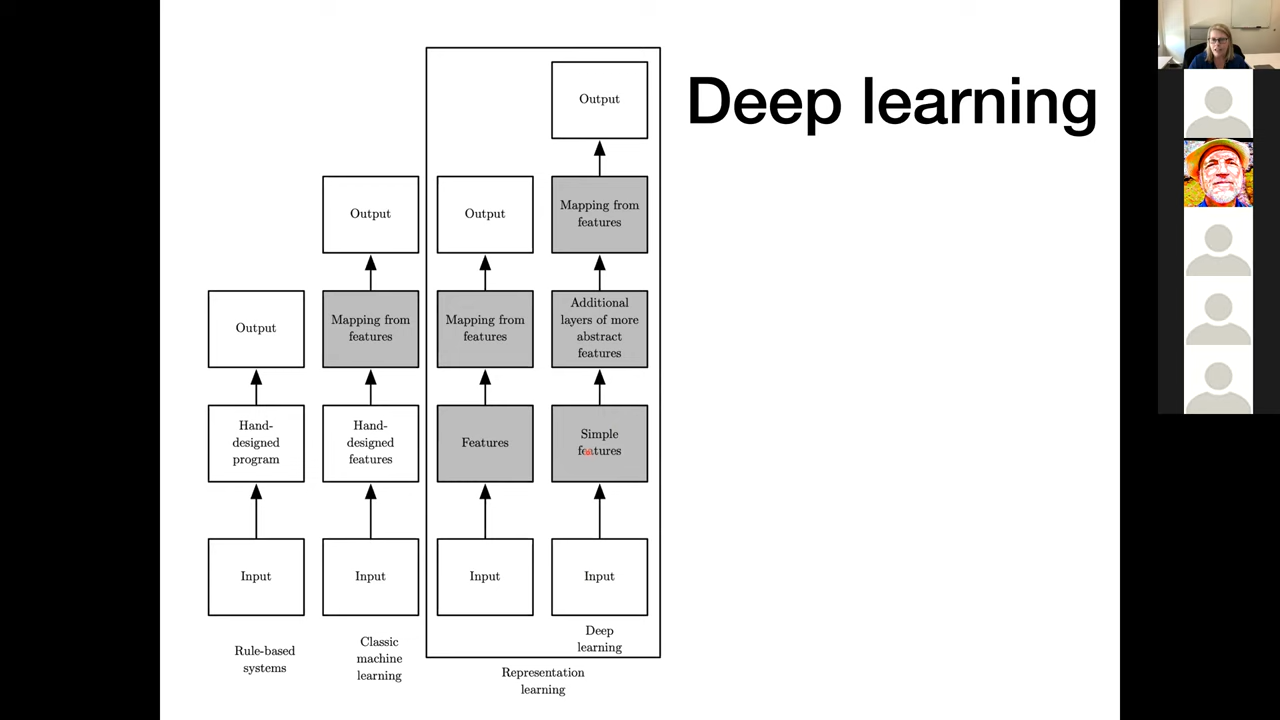 Deep learning
Output
Output
Output
Mapping from
features
Output
Mapping from
features
Mapping from
features
Additional
layers of more
abstract
features
Hand-
designed
program
Hand-
designed
features
Features
Simple
features
Input
Input
Input
Input
Rule-based
systems
Classic
machine
learning
Deep
learning
Representation
learning